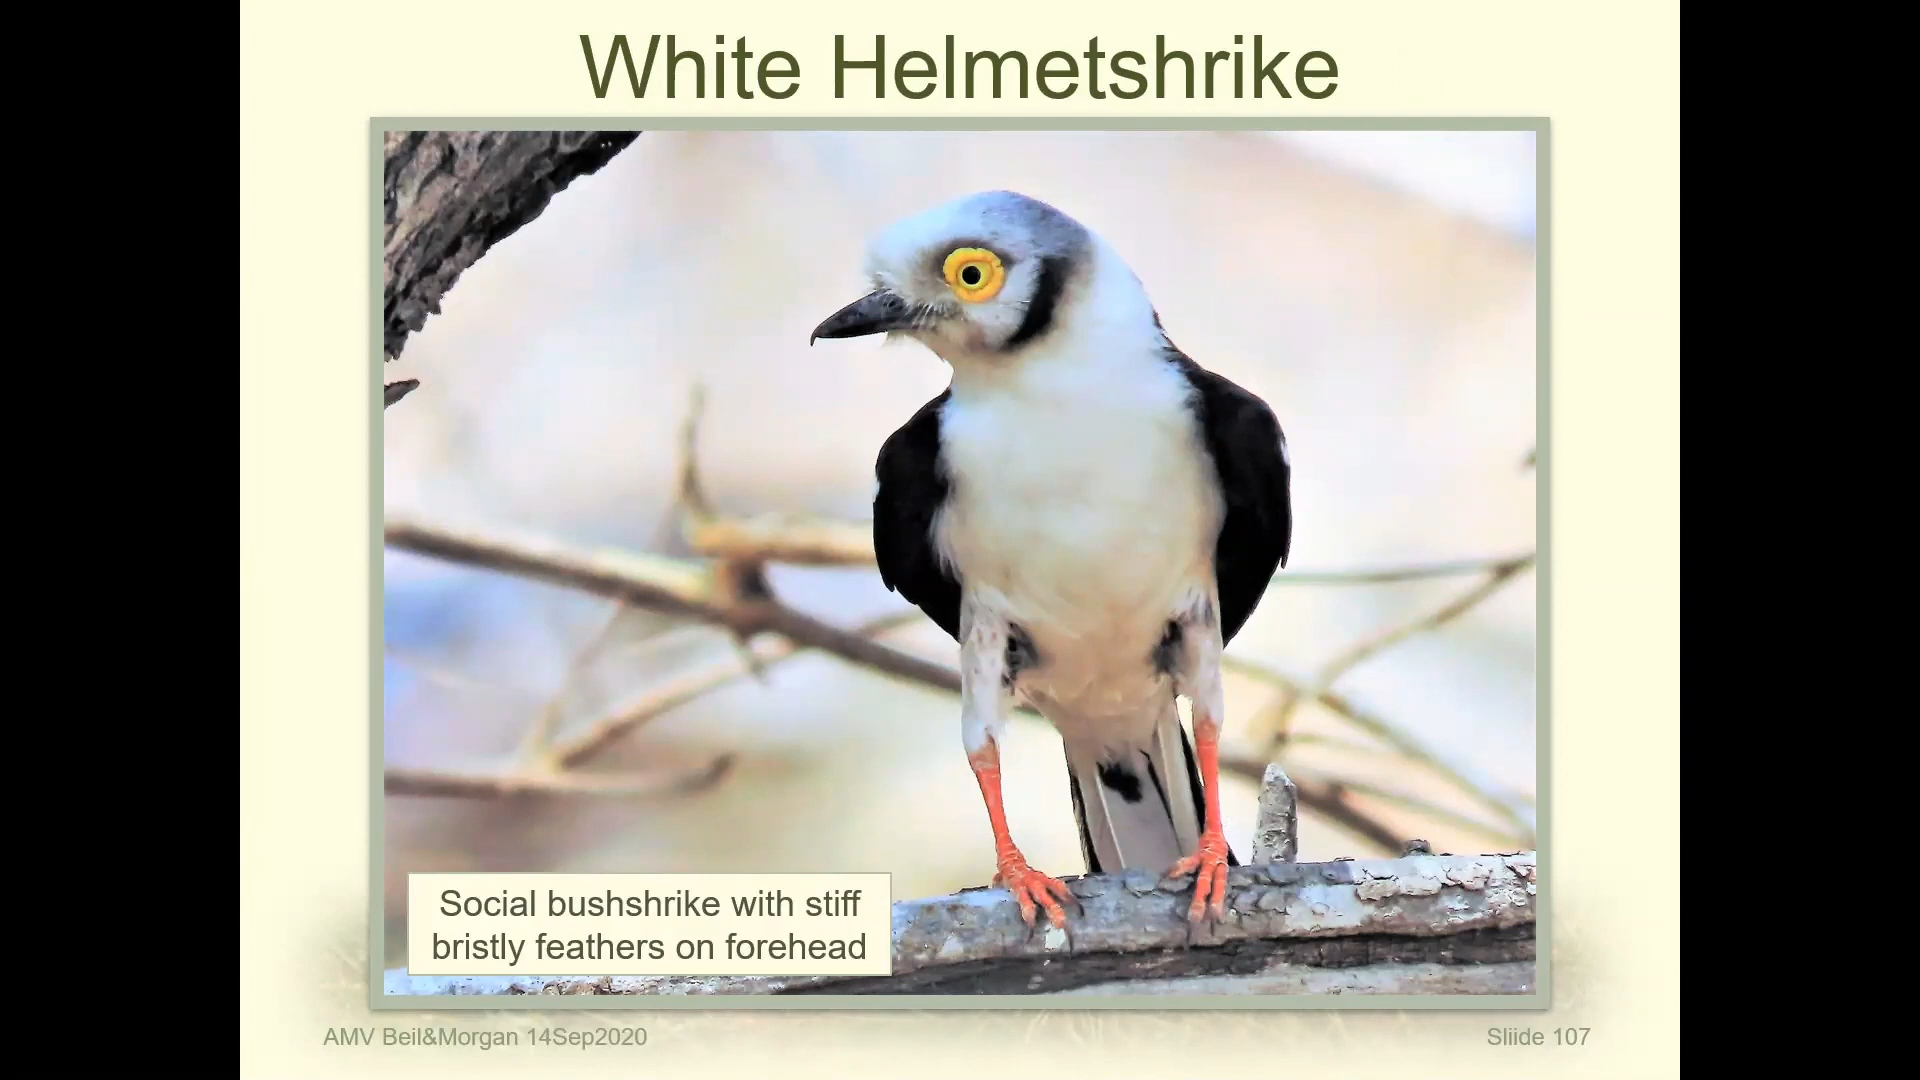 White Helmetshrike
Social bushshrike with stiff
bristly feathers on forehead
AMV Beil&Morgan 14Sep2020
Sliide 107